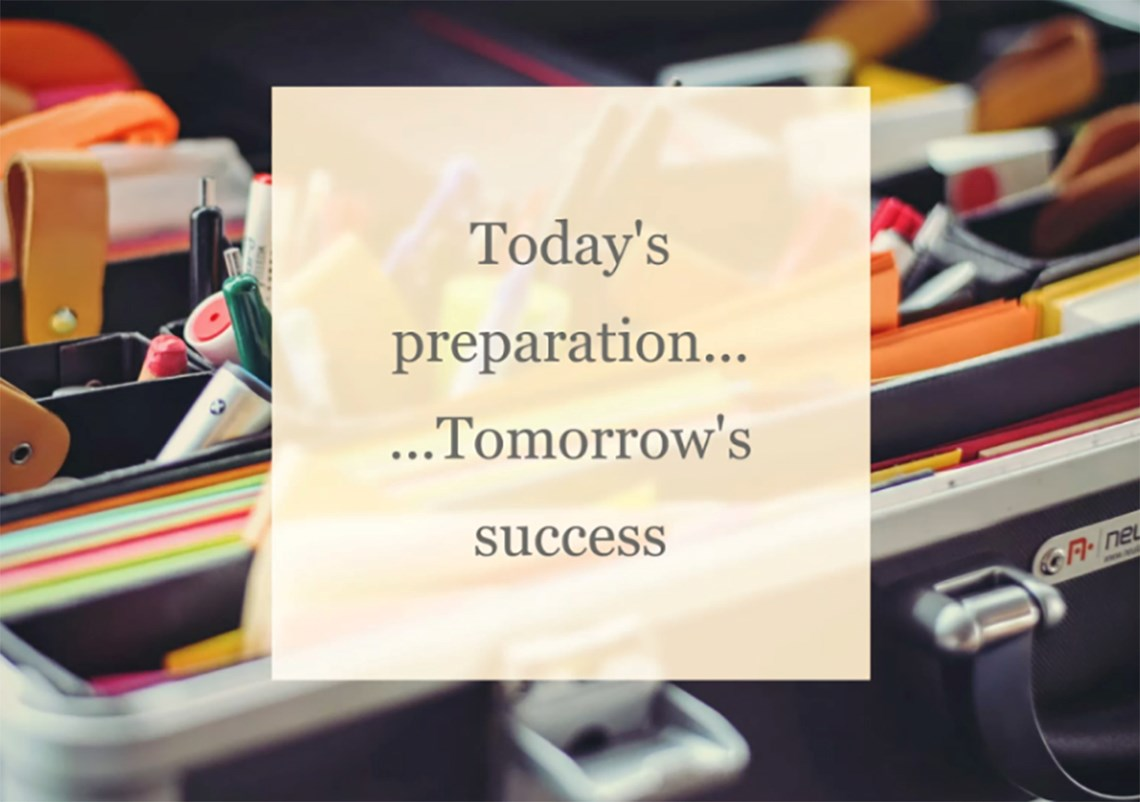 Today's
preparation...
...Tomorrow's
success